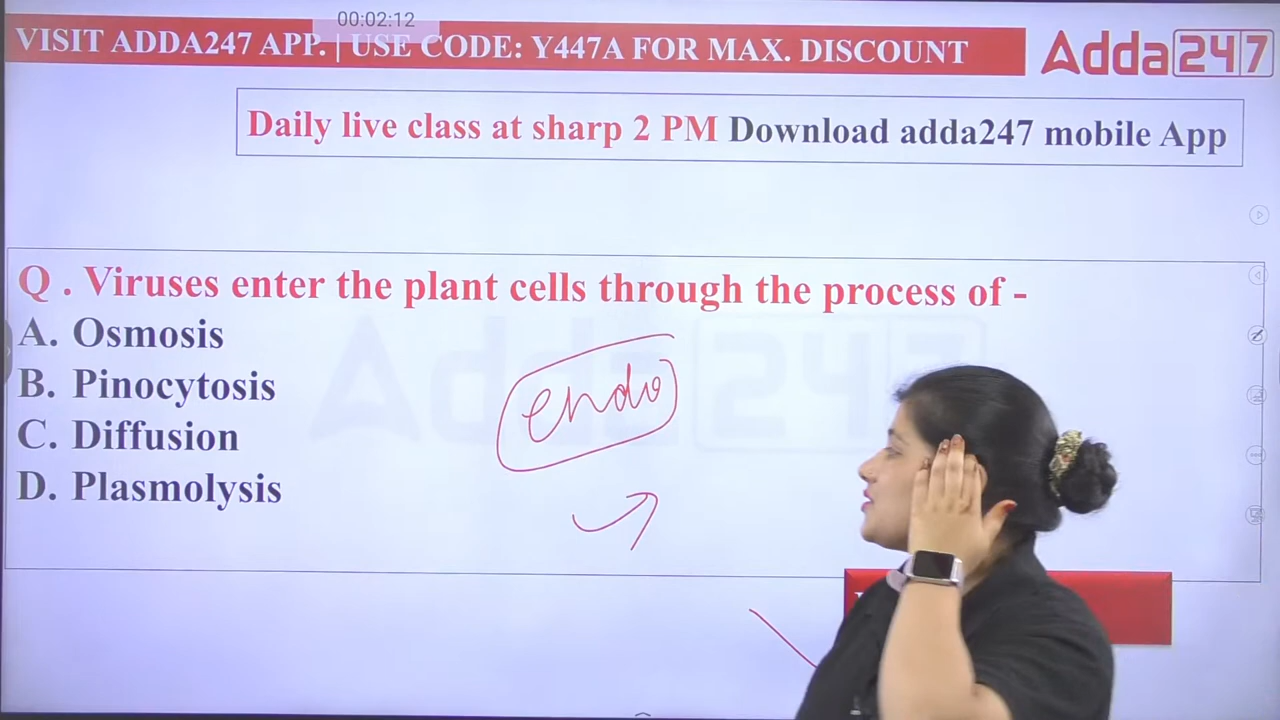 00:02:12
VISIT ADDA247 APP. | USE CODE: Y447A FOR MAX. DISCOUNT
Adda247
Daily live class at sharp 2 PM Download adda247 mobile App
Q . Viruses enter the plant cells through the process of -
A. Osmosis
B. Pinocytosis
C. Diffusion
D. Plasmolysis
endo